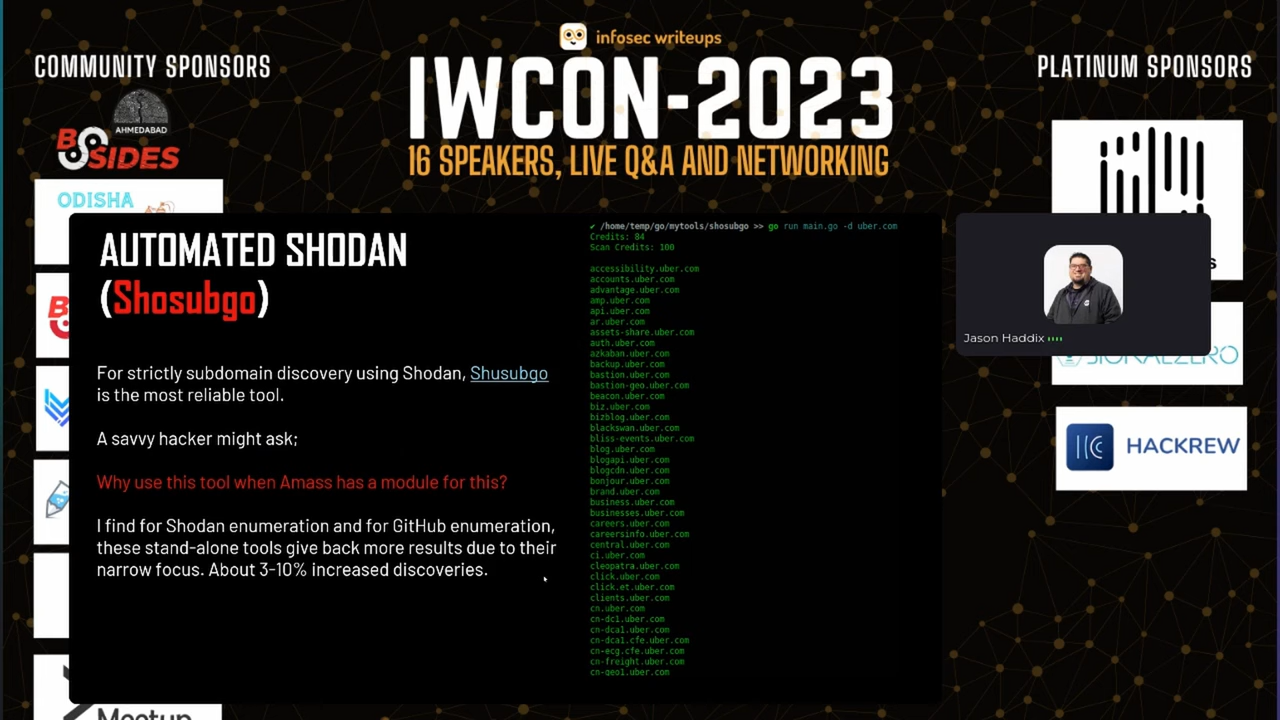 infosec writeups
COMMUNITY SPONSORS
IWCON-2023
PLATINUM SPONSORS
16 SPEAKERS, LIVE Q&A AND NETWORKING
AHMEDABAD
BSIDES
ODISHA
AUTOMATED SHODAN
(Shosubgo)
For strictly subdomain discovery using Shodan, Shusubgo
is the most reliable tool.
A savvy hacker might ask;
Why use this tool when Amass has a module for this?
I find for Shodan enumeration and for GitHub enumeration,
these stand-alone tools give back more results due to their
narrow focus. About 3-10% increased discoveries.
✔ /home/temp/go/mytools/shosubgo >> go run main.go -d uber.com
Credits: 84
Scan Credits: 100
accessibility.uber.com
accounts.uber.com
advantage.uber.com
amp.uber.com
api.uber.com
ar.uber.com
assets-share.uber.com
auth.uber.com
azkaban.uber.com
backup.uber.com
bastion.uber.com
bastion-geo.uber.com
beacon.uber.com
biz.uber.com
bizblog.uber.com
blackswan.uber.com
bliss-events.uber.com
blog.uber.com
blogapi.uber.com
blogcdn.uber.com
bonjour.uber.com
brand.uber.com
business.uber.com
businesses.uber.com
careers.uber.com
careersinfo.uber.com
central.uber.com
ci.uber.com
cleopatra.uber.com
click.uber.com
click.et.uber.com
clients.uber.com
cn.uber.com
cn-dc1.uber.com
cn-dca1.uber.com
cn-dca1.cfe.uber.com
cn-ecg.cfe.uber.com
cn-freight.uber.com
cn-geo1.uber.com
s
Jason Haddix
HACKREW
Meetup